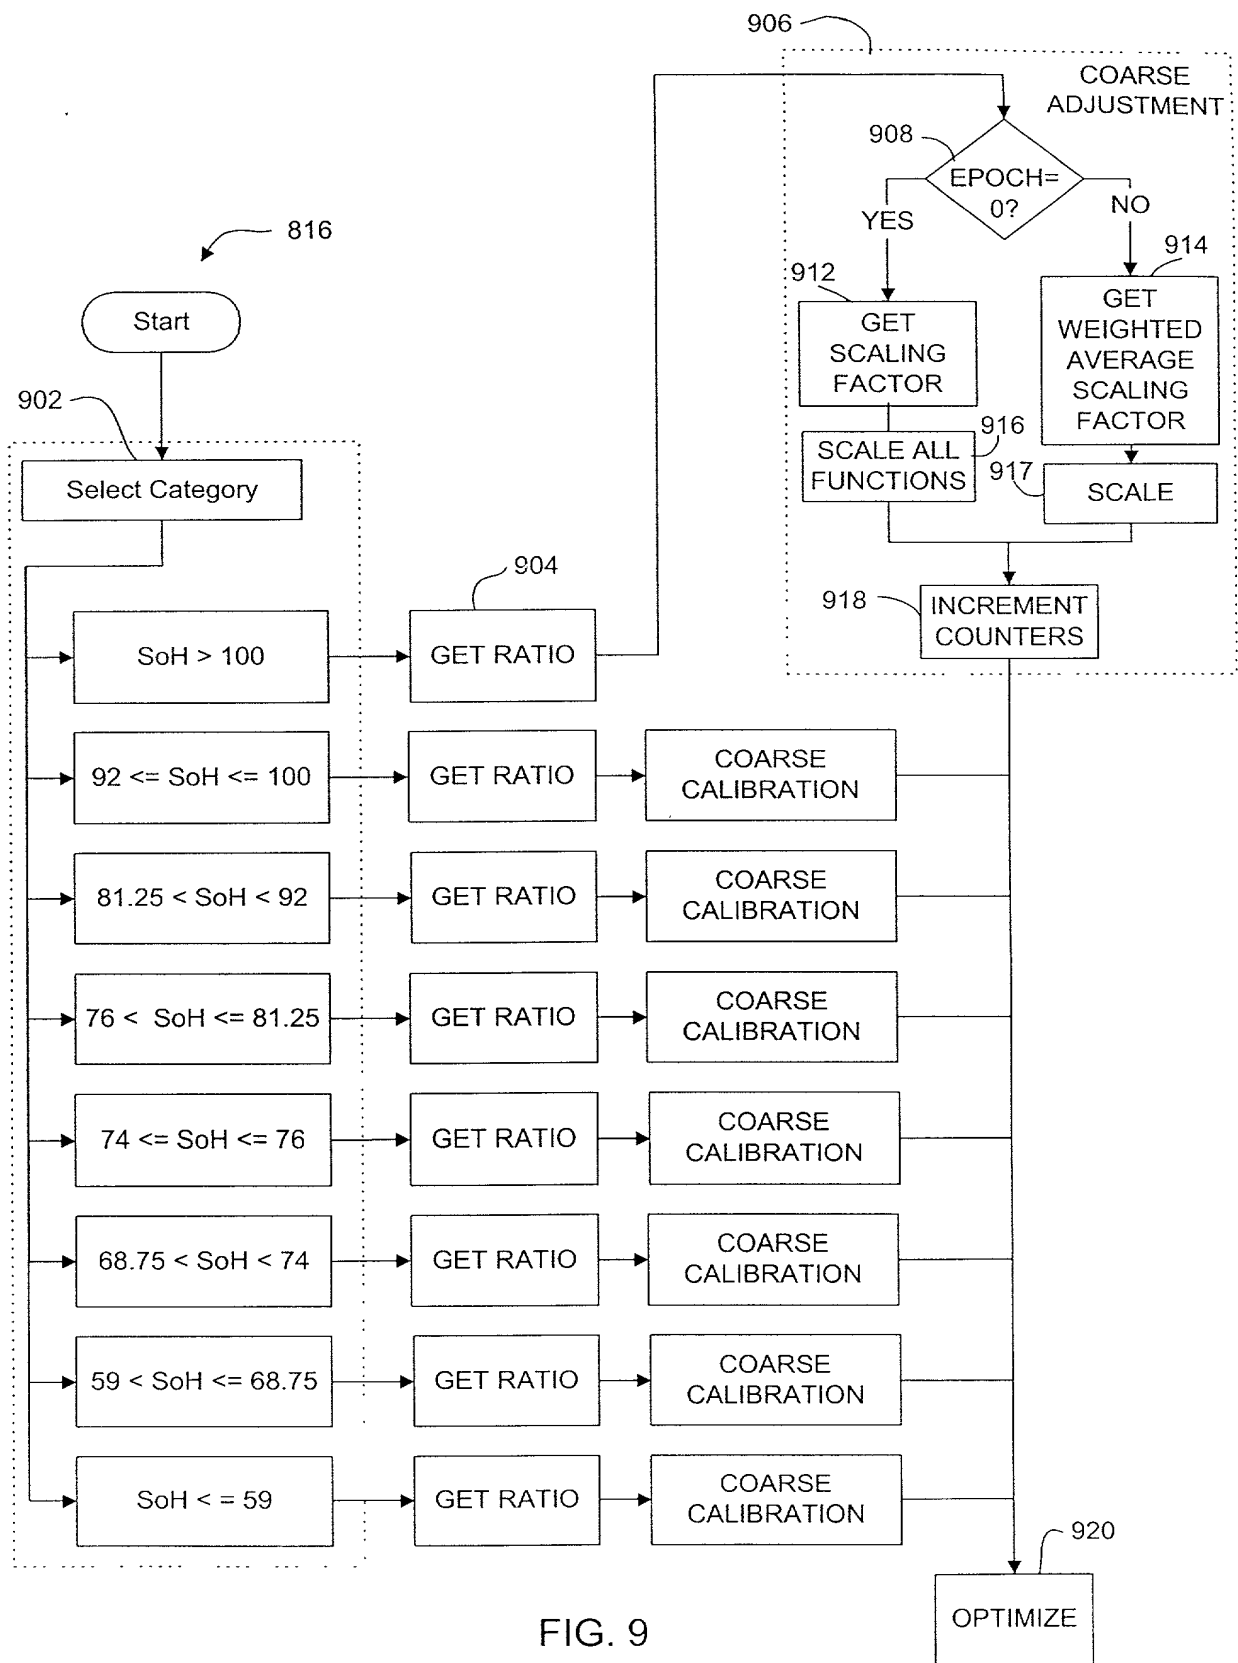 906
COARSE
ADJUSTMENT
908
EPOCH=
0?
YES
NO
816
Start
912
GET
SCALING
FACTOR
914
GET
WEIGHTED
AVERAGE
SCALING
FACTOR
902
Select Category
SCALE ALL
FUNCTIONS
916
917
SCALE
904
918
INCREMENT
COUNTERS
SoH > 100
GET RATIO
92 <= SoH <= 100
GET RATIO
COARSE
CALIBRATION
81.25 < SoH < 92
GET RATIO
COARSE
CALIBRATION
76 < SoH <= 81.25
GET RATIO
COARSE
CALIBRATION
74 <= SoH <= 76
GET RATIO
COARSE
CALIBRATION
68.75 < SoH < 74
GET RATIO
COARSE
CALIBRATION
59 < SoH <= 68.75
GET RATIO
COARSE
CALIBRATION
SoH < = 59
GET RATIO
COARSE
CALIBRATION
920
OPTIMIZE
FIG. 9